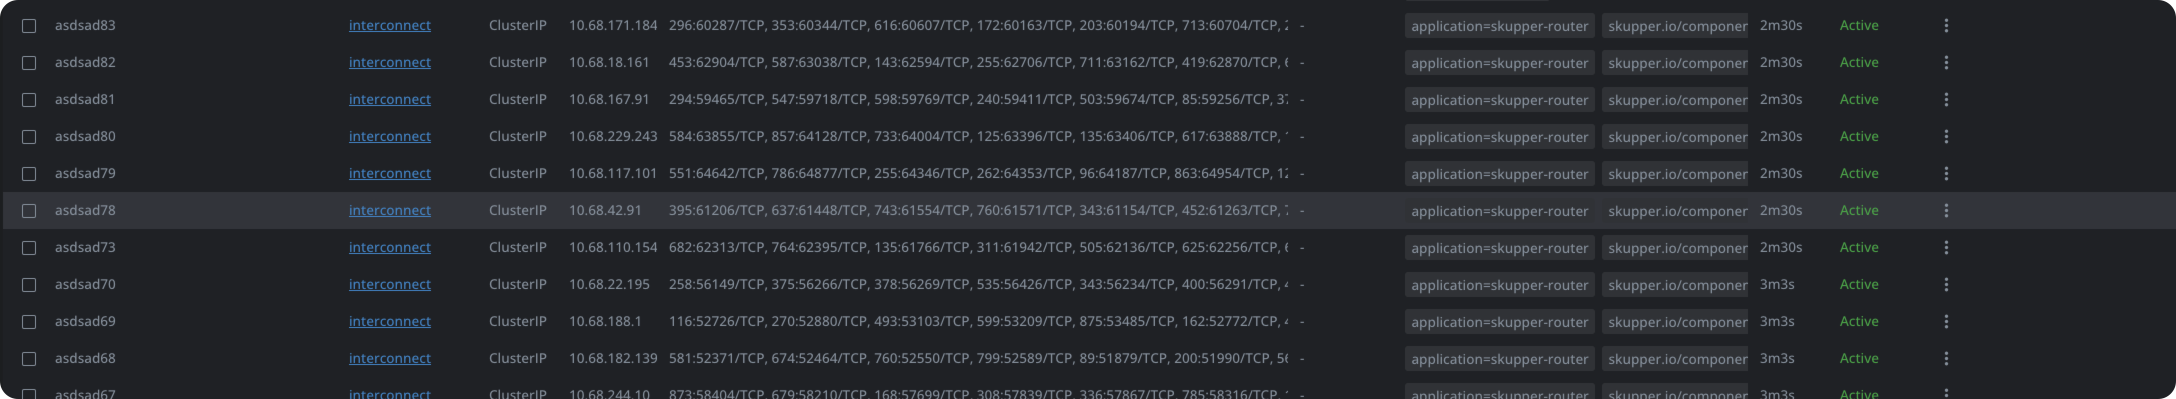 asdsad83 interconnect ClusterIP 10.68.171.184 296:60287/TCP, 353:60344/TCP, 616:60607/TCP, 172:60163/TCP, 203:60194/TCP, 713:60704/TCP, - application=skupper-router skupper.io/componer 2m30s Active
asdsad82 interconnect ClusterIP 10.68.18.161 453:62904/TCP, 587:63038/TCP, 143:62594/TCP, 255:62706/TCP, 711:63162/TCP, 419:62870/TCP, - application=skupper-router skupper.io/componer 2m30s Active
asdsad81 interconnect ClusterIP 10.68.167.91 294:59465/TCP, 547:59718/TCP, 598:59769/TCP, 240:59411/TCP, 503:59674/TCP, 85:59256/TCP, 37 - application=skupper-router skupper.io/componer 2m30s Active
asdsad80 interconnect ClusterIP 10.68.229.243 584:63855/TCP, 857:64128/TCP, 733:64004/TCP, 125:63396/TCP, 135:63406/TCP, 617:63888/TCP, - application=skupper-router skupper.io/componer 2m30s Active
asdsad79 interconnect ClusterIP 10.68.117.101 551:64642/TCP, 786:64877/TCP, 255:64346/TCP, 262:64353/TCP, 96:64187/TCP, 863:64954/TCP, 12 - application=skupper-router skupper.io/componer 2m30s Active
asdsad78 interconnect ClusterIP 10.68.42.91 395:61206/TCP, 637:61448/TCP, 743:61554/TCP, 760:61571/TCP, 343:61154/TCP, 452:61263/TCP, - application=skupper-router skupper.io/componer 2m30s Active
asdsad73 interconnect ClusterIP 10.68.110.154 682:62313/TCP, 764:62395/TCP, 135:61766/TCP, 311:61942/TCP, 505:62136/TCP, 625:62256/TCP, - application=skupper-router skupper.io/componer 2m30s Active
asdsad70 interconnect ClusterIP 10.68.22.195 258:56149/TCP, 375:56266/TCP, 378:56269/TCP, 535:56426/TCP, 343:56234/TCP, 400:56291/TCP, - application=skupper-router skupper.io/componer 3m3s Active
asdsad69 interconnect ClusterIP 10.68.188.1 116:52726/TCP, 270:52880/TCP, 493:53103/TCP, 599:53209/TCP, 875:53485/TCP, 162:52772/TCP, - application=skupper-router skupper.io/componer 3m3s Active
asdsad68 interconnect ClusterIP 10.68.182.139 581:52371/TCP, 674:52464/TCP, 760:52550/TCP, 799:52589/TCP, 89:51879/TCP, 200:51990/TCP, 56 - application=skupper-router skupper.io/componer 3m3s Active
asdsad67 interconnect ClusterIP 10.68.244.10 873:58404/TCP, 679:58210/TCP, 168:57699/TCP, 308:57839/TCP, 336:57867/TCP, 785:58316/TCP, - application=skupper-router skupper.io/componer 3m3s Active